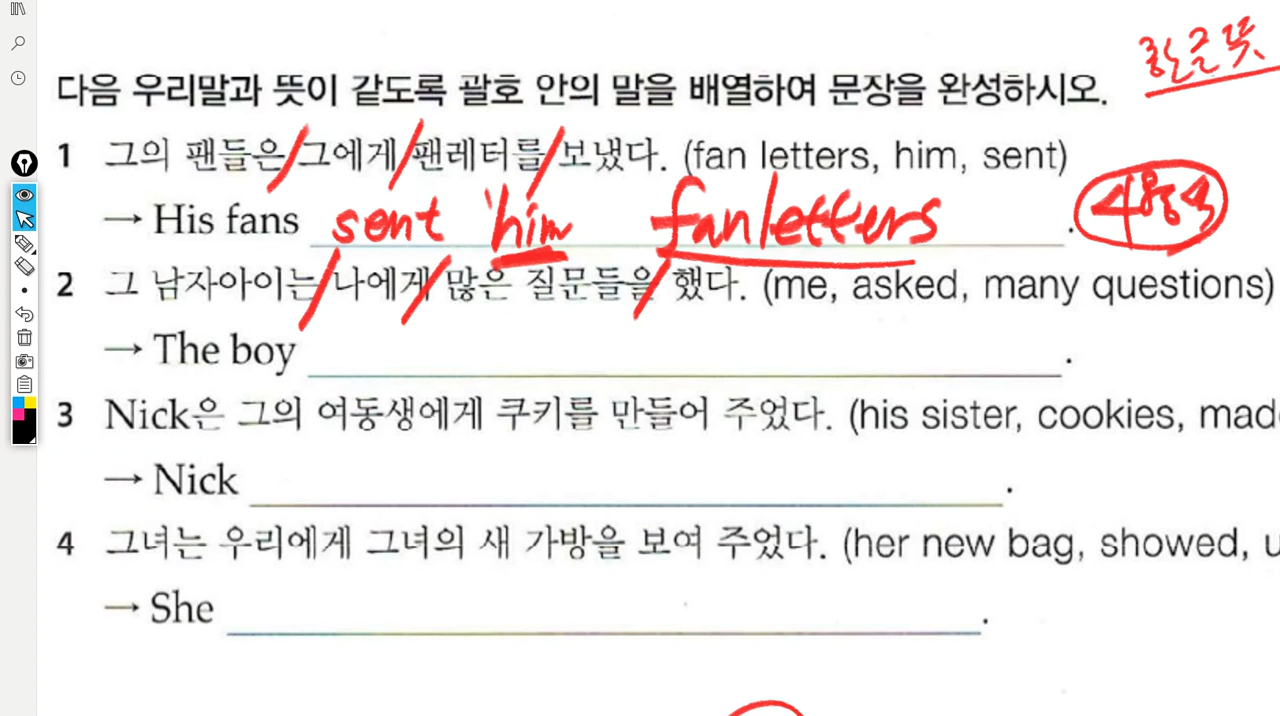 한글뜻
다음 우리말과 뜻이 같도록 괄호 안의 말을 배열하여 문장을 완성하시오.
1 그의 팬들은 그에게 팬레터를 보냈다. (fan letters, him, sent)
→ His fans sent him fan letters.
2 그 남자아이는 나에게 많은 질문들을 했다. (me, asked, many questions)
→ The boy .
3 Nick은 그의 여동생에게 쿠키를 만들어 주었다. (his sister, cookies,
→ Nick .
4 그녀는 우리에게 그녀의 새 가방을 보여 주었다. (her new bag, showed,
→ She .